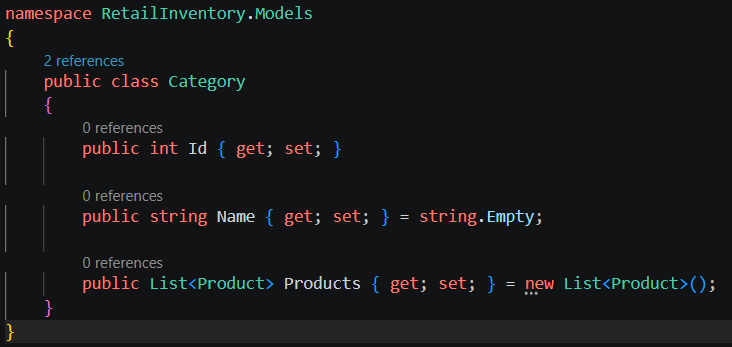 namespace RetailInventory.Models
{
2 references
public class Category
{
0 references
public int Id { get; set; }
0 references
public string Name { get; set; } = string.Empty;
0 references
public List<Product> Products { get; set; } = new List<Product>();
}
}